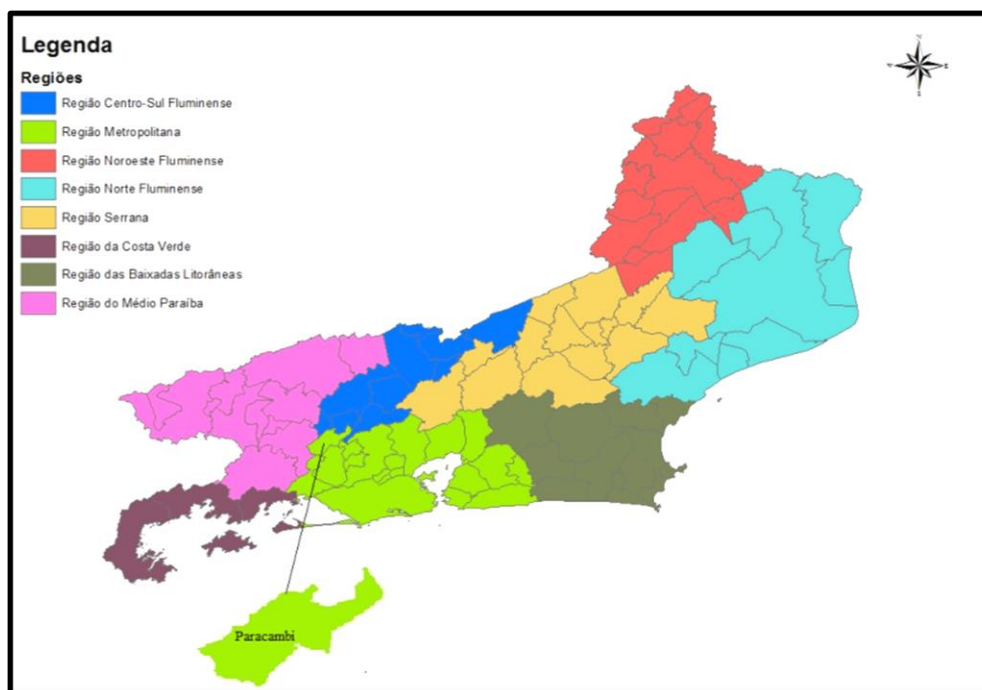 Legenda
Regiões
Região Centro-Sul Fluminense
Região Metropolitana
Região Noroeste Fluminense
Região Norte Fluminense
Região Serrana
Região da Costa Verde
Região das Baixadas Litorâneas
Região do Médio Paraíba
Paracambi